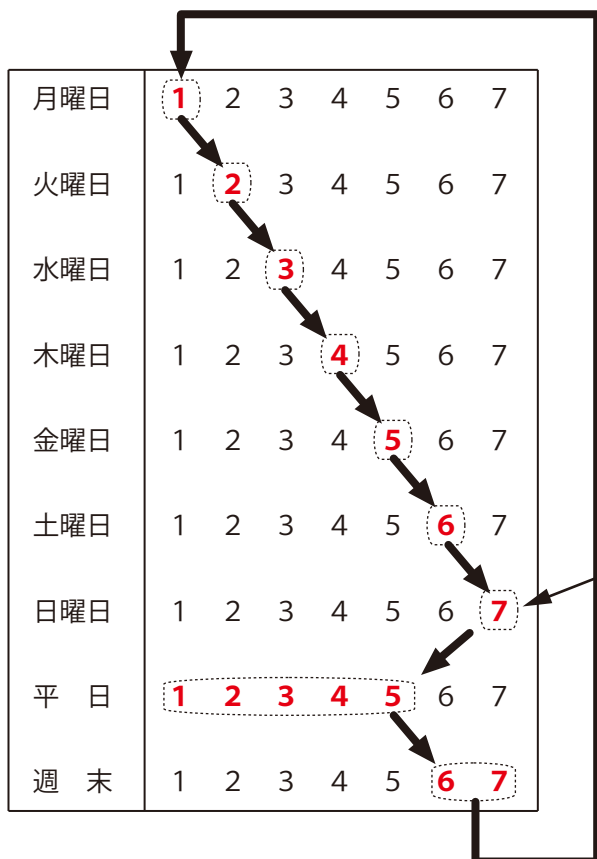 月曜日 1 2 3 4 5 6 7
火曜日 1 2 3 4 5 6 7
水曜日 1 2 3 4 5 6 7
木曜日 1 2 3 4 5 6 7
金曜日 1 2 3 4 5 6 7
土曜日 1 2 3 4 5 6 7
日曜日 1 2 3 4 5 6 7
平　日 1 2 3 4 5 6 7
週　末 1 2 3 4 5 6 7